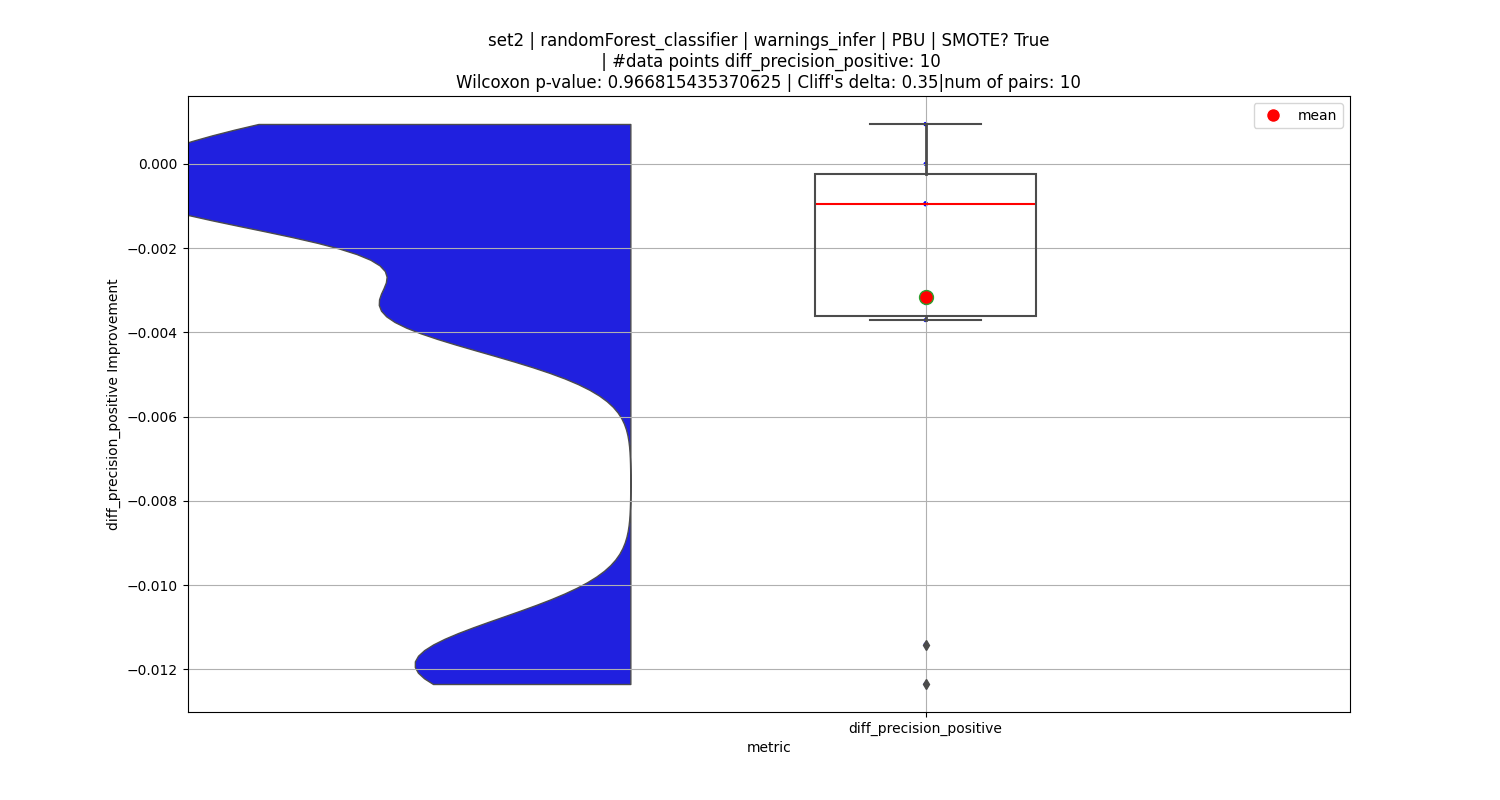 set2 | randomForest_classifier | warnings_infer | PBU | SMOTE? True
| #data points diff_precision_positive: 10
Wilcoxon p-value: 0.966815435370625 | Cliff's delta: 0.35|num of pairs: 10
mean
0.000
−0.002
−0.004
−0.006
−0.008
−0.010
−0.012
diff_precision_positive Improvement
diff_precision_positive
metric